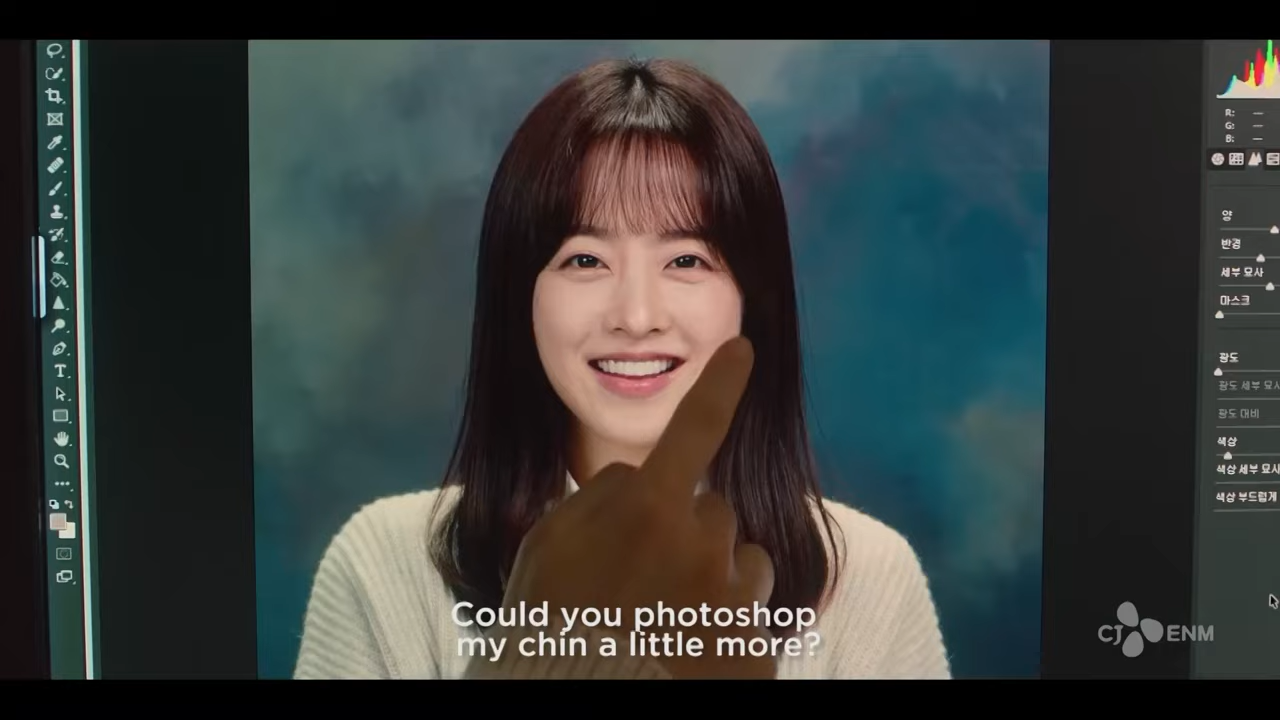 R:
G:
B:
양
반경
세부 묘사
마스크
광도
광도 세부 묘사
광도 대비
색상
색상 세부 묘사
색상 부드럽게
T
Could you photoshop
my chin a little more?
CJ ENM